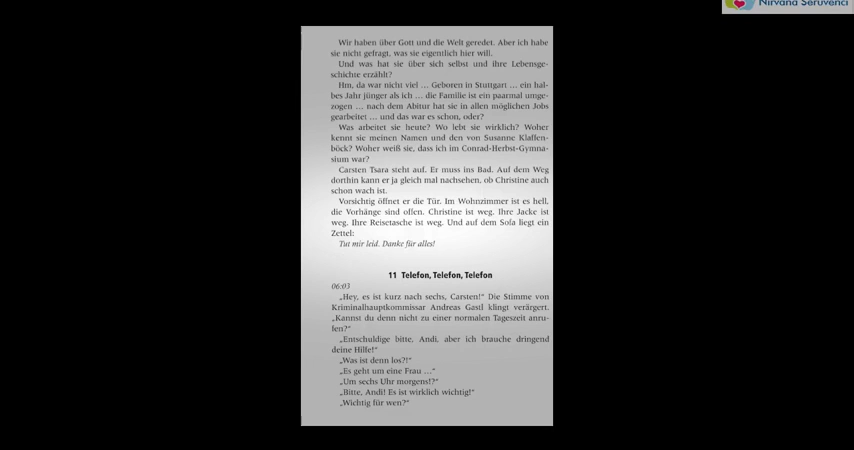 Nirvana Serüvenci
Wir haben über Gott und die Welt geredet. Aber ich habe
sie nicht gefragt, was sie eigentlich hier will.
Und was hat sie über sich selbst und ihre Lebensge-
schichte erzählt?
Hm, da war nicht viel … Geboren in Stuttgart … ein hal-
bes Jahr jünger als ich … die Familie ist ein paarmal umge-
zogen … nach dem Abitur hat sie in allen möglichen Jobs
gearbeitet … und das war es schon, oder?
Was arbeitet sie heute? Wo lebt sie wirklich? Woher
kennt sie meinen Namen und den von Susanne Klaffen-
böck? Woher weiß sie, dass ich im Conrad-Herbst-Gymna-
sium war?
Carsten Tsara steht auf. Er muss ins Bad. Auf dem Weg
dorthin kann er ja gleich mal nachsehen, ob Christine auch
schon wach ist.
Vorsichtig öffnet er die Tür. Im Wohnzimmer ist es hell,
die Vorhänge sind offen. Christine ist weg. Ihre Jacke ist
weg. Ihre Reisetasche ist weg. Und auf dem Sofa liegt ein
Zettel:
Tut mir leid. Danke für alles!
11 Telefon, Telefon, Telefon
06:03
„Hey, es ist kurz nach sechs, Carsten!“ Die Stimme von
Kriminalhauptkommissar Andreas Gastl klingt verärgert.
„Kannst du denn nicht zu einer normalen Tageszeit anru-
fen?“
„Entschuldige bitte, Andi, aber ich brauche dringend
deine Hilfe!“
„Was ist denn los?!“
„Es geht um eine Frau …“
„Um sechs Uhr morgens!?“
„Bitte, Andi! Es ist wirklich wichtig!“
„Wichtig für wen?“